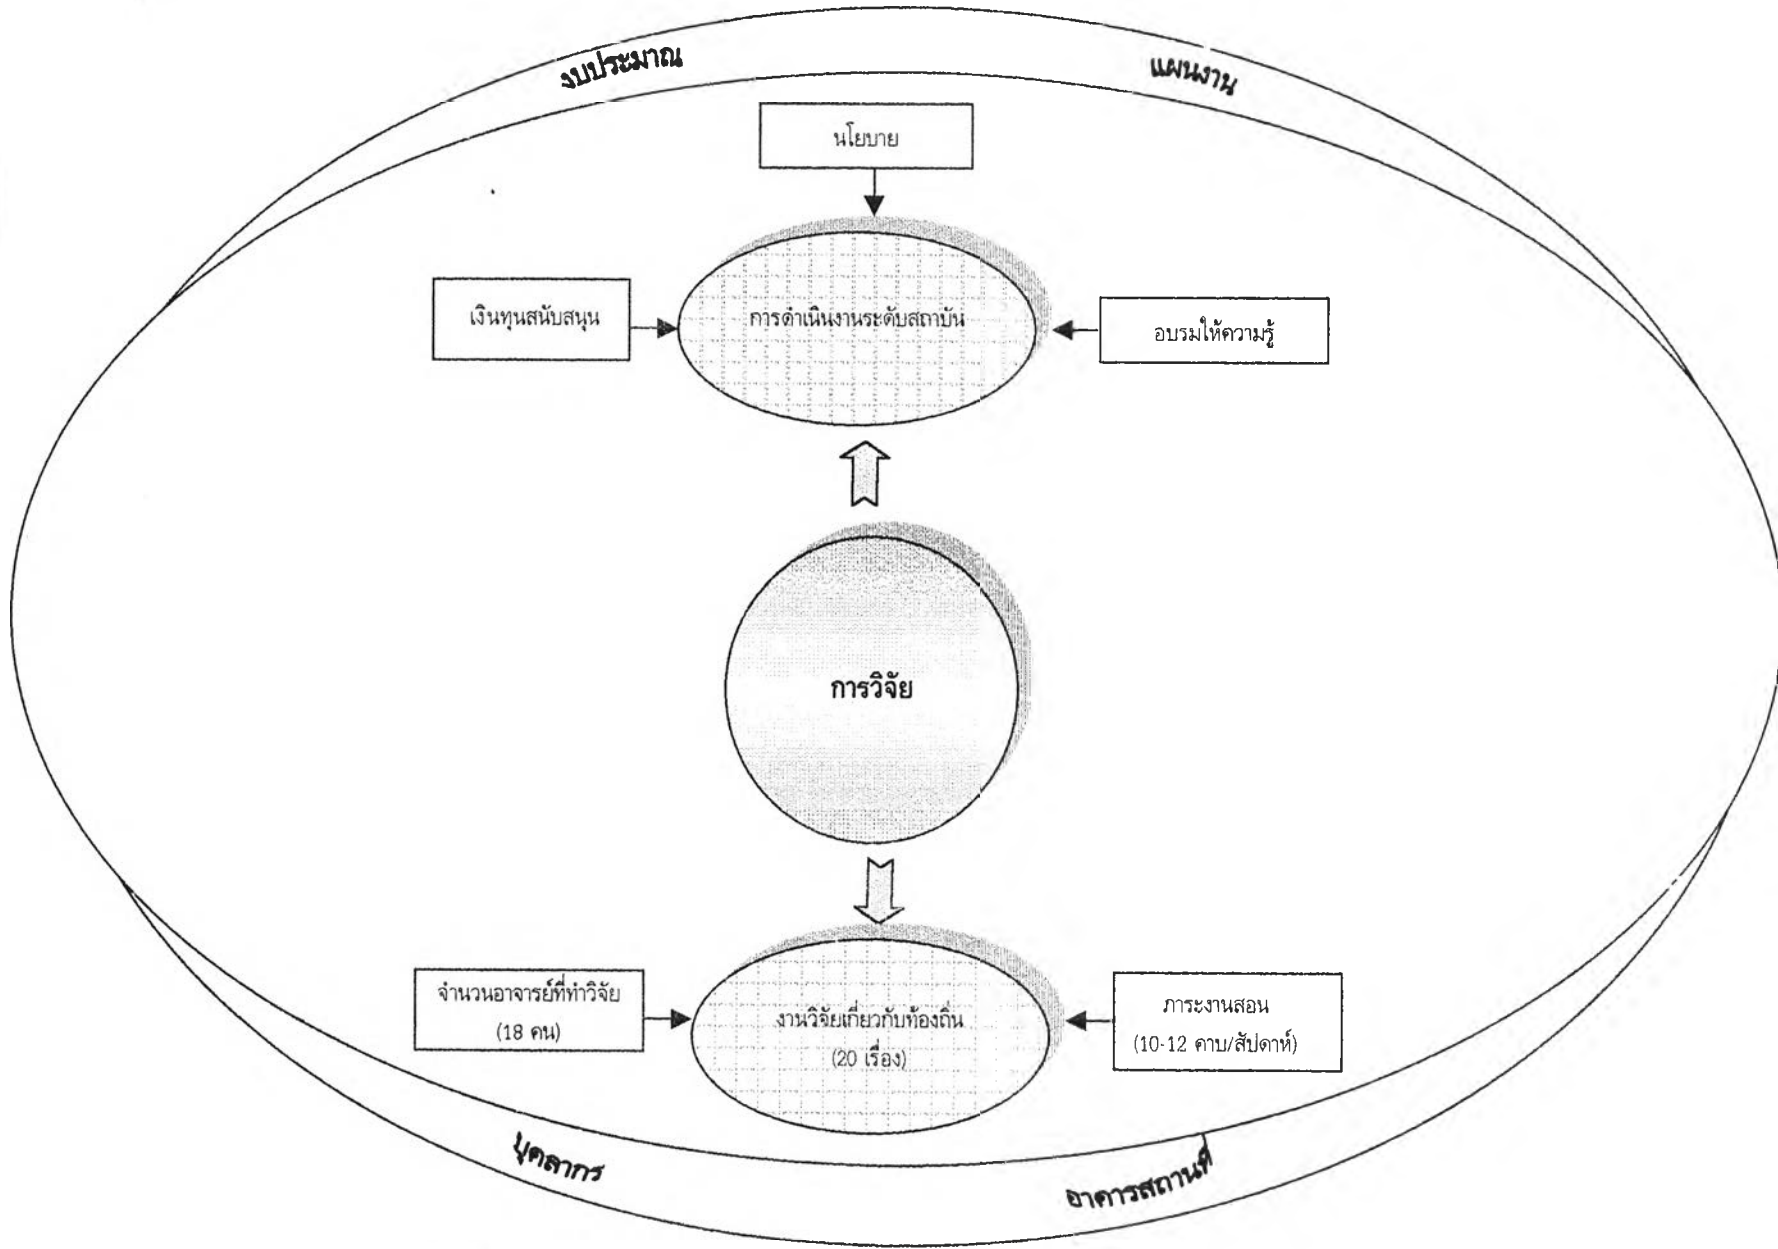 งบประมาณ
แผนงาน
นโยบาย
เงินทุนสนับสนุน
การดำเนินงานระดับสถาบัน
อบรมให้ความรู้
การวิจัย
จำนวนอาจารย์ที่ทำวิจัย
(18 คน)
งานวิจัยเกี่ยวกับท้องถิ่น
(20 เรื่อง)
ภาระงานสอน
(10-12 คาบ/สัปดาห์)
บุคลากร
อาคารสถานที่